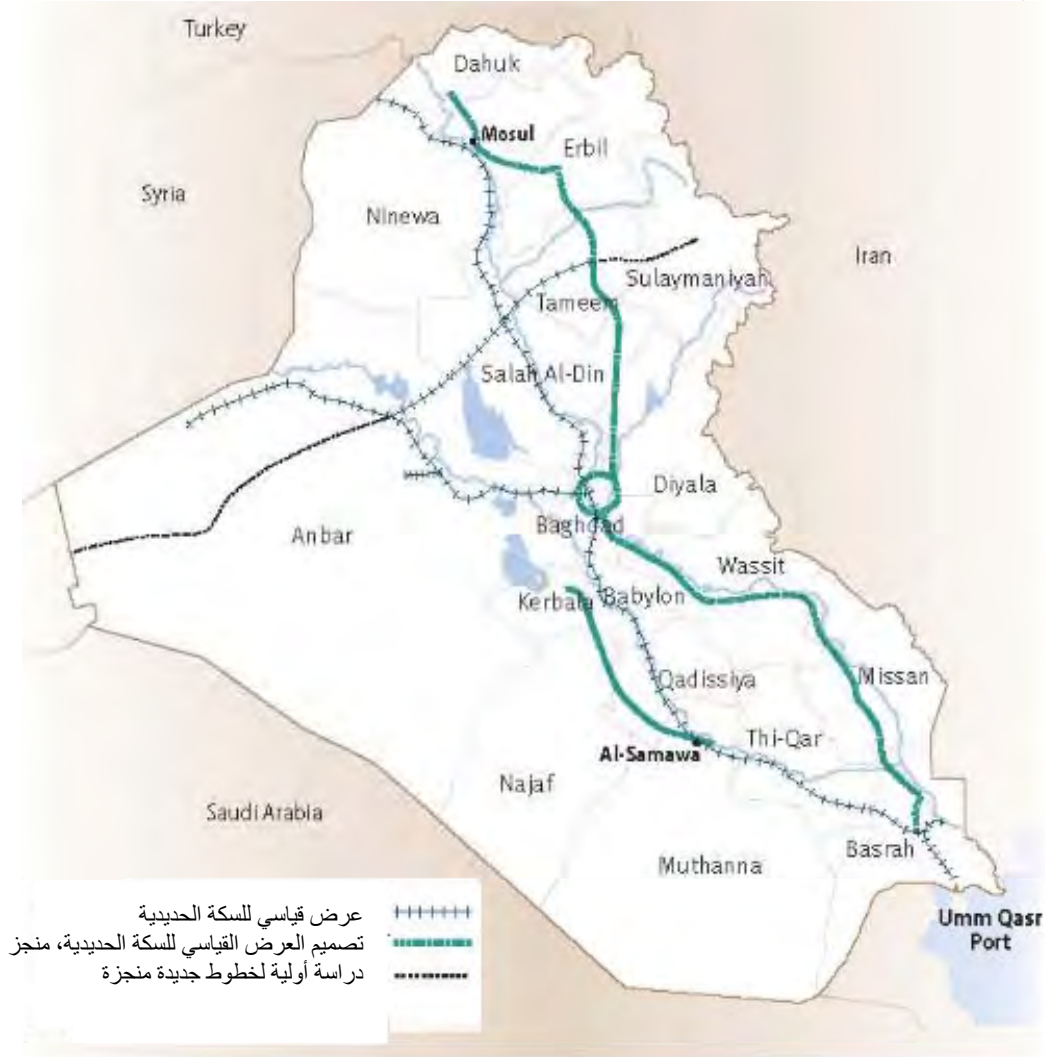 Turkey
Dahuk
Mosul
Erbil
Syria
Ninewa
Iran
Sulaymaniyah
Tameem
Salah Al-Din
Diyala
Baghdad
Anbar
Wassit
Kerbala
Babylon
Missan
Qadissiya
Thi-Qar
Al-Samawa
Najaf
Saudi Arabia
Basrah
Muthanna
Umm Qasr
Port
عرض قياسي للسكة الحديدية
تصميم العرض القياسي للسكة الحديدية، منجز
دراسة أولية لخطوط جديدة منجزة